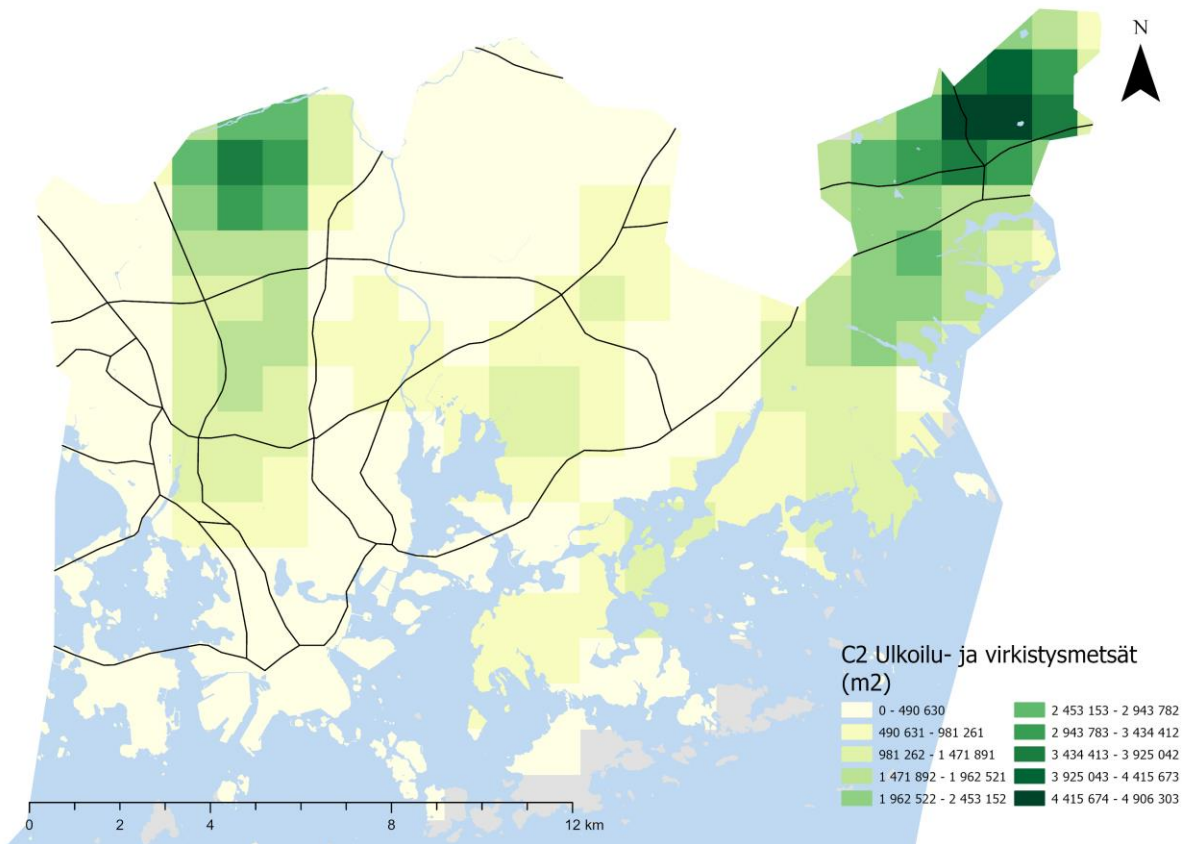 N
C2 Ulkoilu- ja virkistysmetsät
(m2)
0 - 490 630
490 631 - 981 261
981 262 - 1 471 891
1 471 892 - 1 962 521
1 962 522 - 2 453 152
2 453 153 - 2 943 782
2 943 783 - 3 434 412
3 434 413 - 3 925 042
3 925 043 - 4 415 673
4 415 674 - 4 906 303
0 2 4 8 12 km